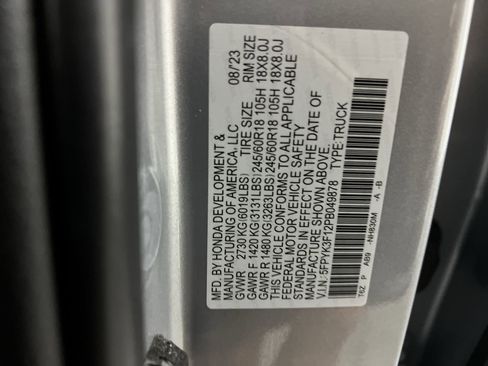 MFD. BY HONDA DEVELOPMENT & 08/'23
MANUFACTURING OF AMERICA, LLC
GVWR 2730 KG(6019LBS) TIRE SIZE RIM SIZE
GAWR F 1420 KG(3131LBS)245/60R18 105H 18X8.0J
GAWR R 1480 KG(3263LBS)245/60R18 105H 18X8.0J
THIS VEHICLE CONFORMS TO ALL APPLICABLE
FEDERAL MOTOR VEHICLE SAFETY
STANDARDS IN EFFECT ON THE DATE OF
MANUFACTURE SHOWN ABOVE.
V.I.N.:5FPYK3F12PB049878 TYPE:TRUCK
T6Z P AB9 -NH830M -A -B